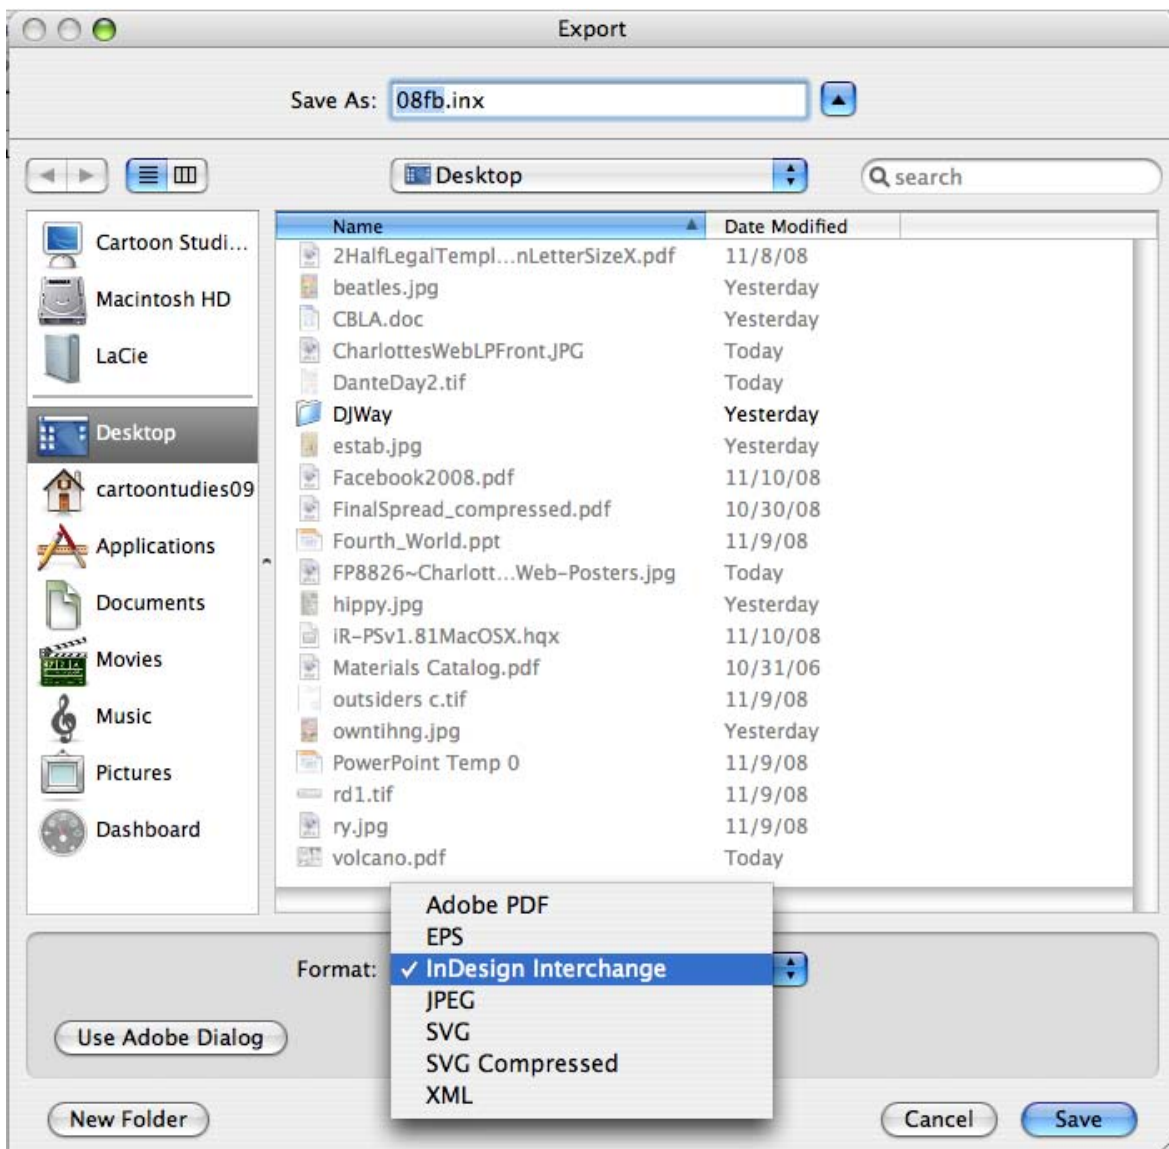 Export
Save As: 08fb.inx
Desktop
search
Cartoon Studi...
Macintosh HD
LaCie
Desktop
cartoontudies09
Applications
Documents
Movies
Music
Pictures
Dashboard
Name Date Modified
2HalfLegalTempl...nLetterSizeX.pdf 11/8/08
beatles.jpg Yesterday
CBLA.doc Yesterday
CharlottesWebLPFront.JPG Today
DanteDay2.tif Today
DJWay Yesterday
estab.jpg Yesterday
Facebook2008.pdf 11/10/08
FinalSpread_compressed.pdf 10/30/08
Fourth_World.ppt 11/9/08
FP8826~Charlott...Web-Posters.jpg Today
hippy.jpg Yesterday
iR-PSv1.81MacOSX.hqx 11/10/08
Materials Catalog.pdf 10/31/06
outsiders c.tif 11/9/08
owntihng.jpg Yesterday
PowerPoint Temp 0 11/9/08
rd1.tif 11/9/08
ry.jpg 11/9/08
volcano.pdf Today
Format:
Adobe PDF
EPS
✓ InDesign Interchange
JPEG
SVG
SVG Compressed
XML
Use Adobe Dialog
New Folder
Cancel
Save